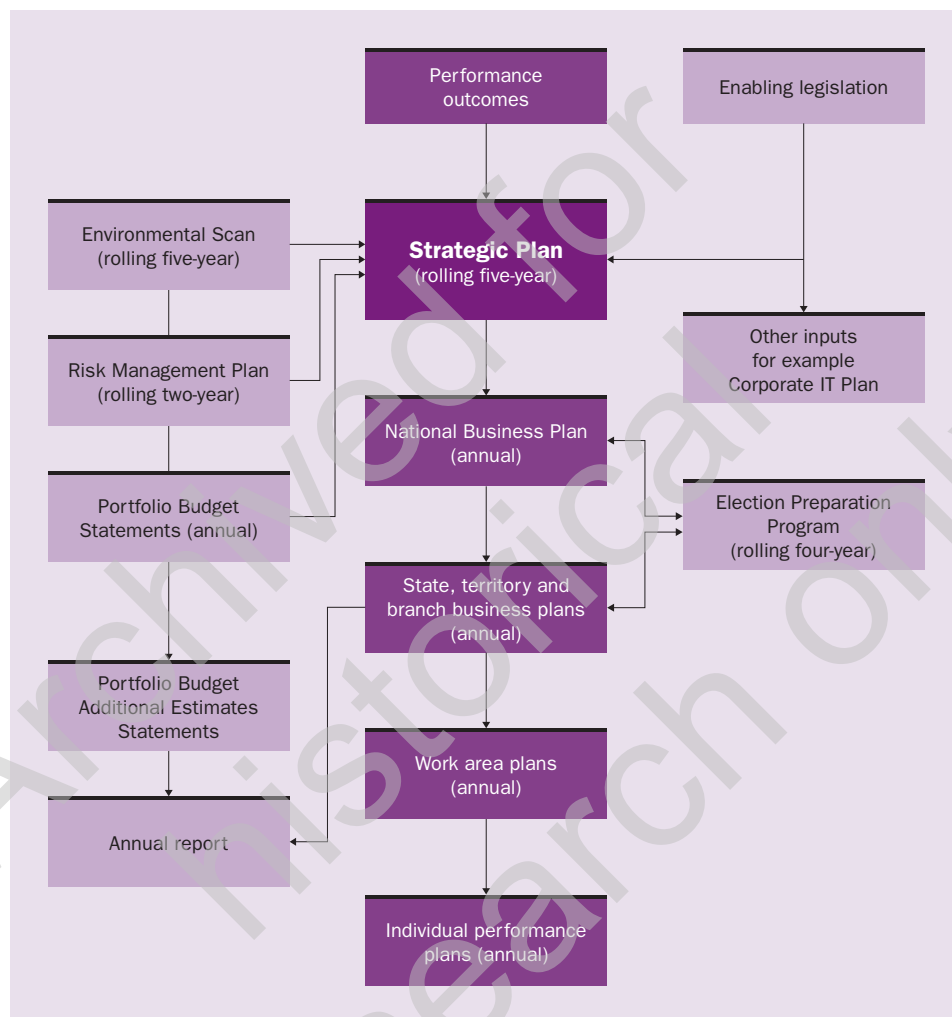 Performance
outcomes
Enabling legislation
Environmental Scan
(rolling five-year)
Strategic Plan
(rolling five-year)
Risk Management Plan
(rolling two-year)
Other inputs
for example
Corporate IT Plan
National Business Plan
(annual)
Portfolio Budget
Statements (annual)
Election Preparation
Program
(rolling four-year)
State, territory and
branch business plans
(annual)
Portfolio Budget
Additional Estimates
Statements
Work area plans
(annual)
Annual report
Individual performance
plans (annual)
Archived for
historical
research only